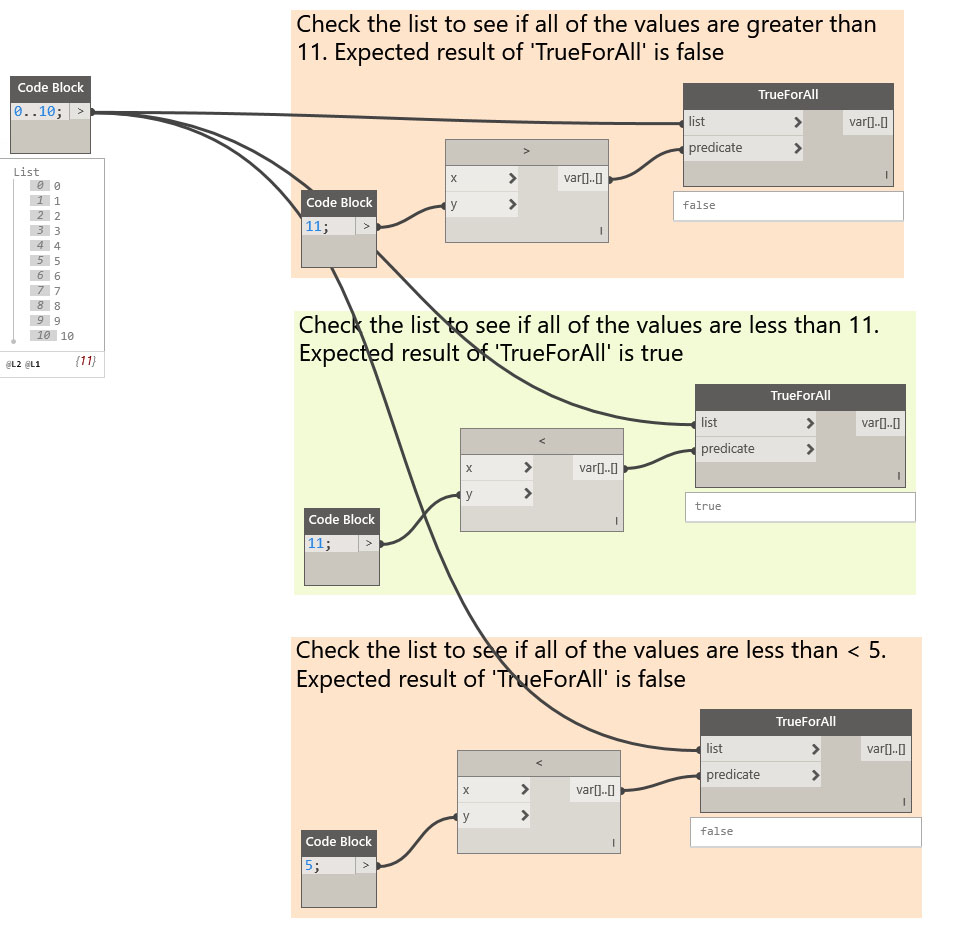 Code Block
0..10; >
List
0 0
1 1
2 2
3 3
4 4
5 5
6 6
7 7
8 8
9 9
10 10
@L2 @L1 {11}
Check the list to see if all of the values are greater than
11. Expected result of 'TrueForAll' is false
Code Block
11; >
>
x > var[]..[]
y >
l
TrueForAll
list > var[]..[]
predicate >
l
false
Check the list to see if all of the values are less than 11.
Expected result of 'TrueForAll' is true
Code Block
11; >
<
x > var[]..[]
y >
l
TrueForAll
list > var[]..[]
predicate >
l
true
Check the list to see if all of the values are less than < 5.
Expected result of 'TrueForAll' is false
Code Block
5; >
<
x > var[]..[]
y >
l
TrueForAll
list > var[]..[]
predicate >
l
false